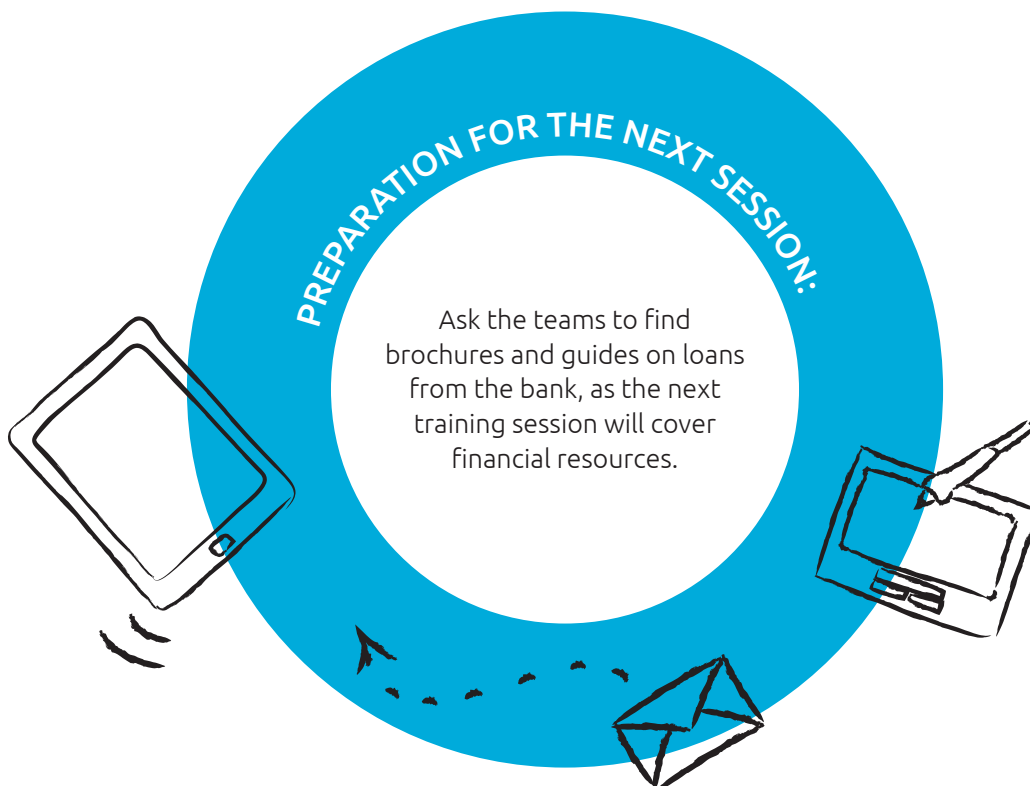 PREPARATION FOR THE NEXT SESSION:
Ask the teams to find
brochures and guides on loans
from the bank, as the next
training session will cover
financial resources.